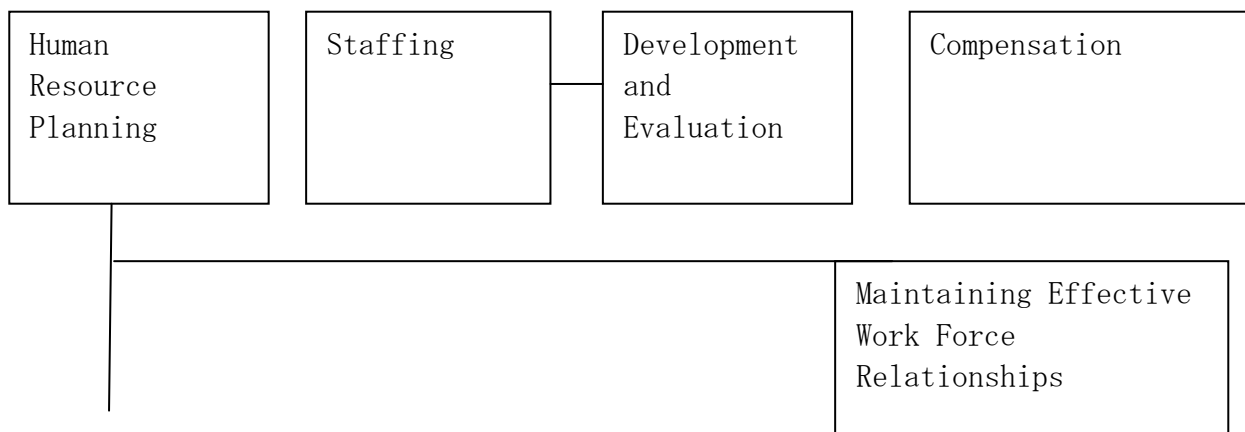 Human
Resource
Planning
Staffing
Development
and
Evaluation
Compensation
Maintaining Effective
Work Force
Relationships